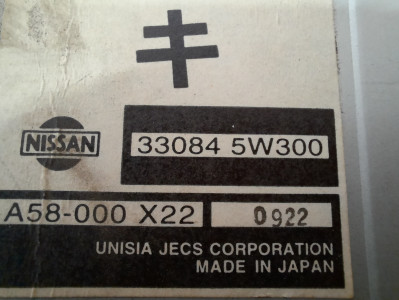 キ
NISSAN
33084 5W300
A58-000 X22 0922
UNISIA JECS CORPORATION
MADE IN JAPAN